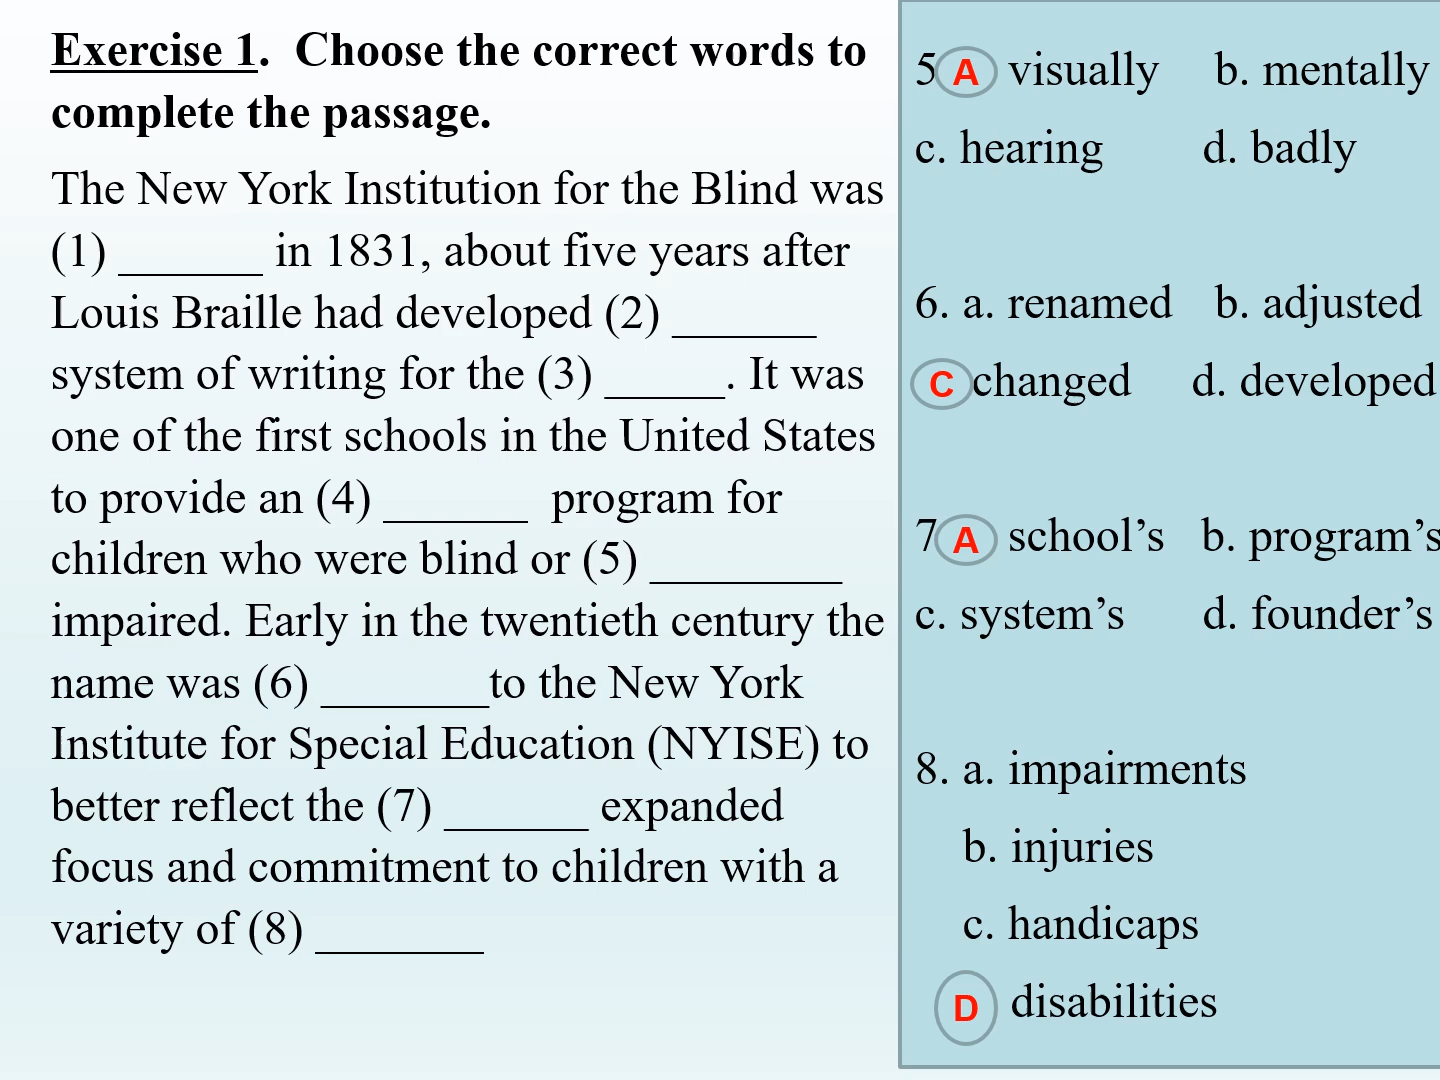 Exercise 1. Choose the correct words to
complete the passage.
The New York Institution for the Blind was
(1) ______ in 1831, about five years after
Louis Braille had developed (2) ______
system of writing for the (3) _____. It was
one of the first schools in the United States
to provide an (4) ______ program for
children who were blind or (5) ________
impaired. Early in the twentieth century the
name was (6) _______to the New York
Institute for Special Education (NYISE) to
better reflect the (7) ______ expanded
focus and commitment to children with a
variety of (8) _______
5 A visually b. mentally
c. hearing d. badly
6. a. renamed b. adjusted
C changed d. developed
7 A school’s b. program’s
c. system’s d. founder’s
8. a. impairments
b. injuries
c. handicaps
D disabilities